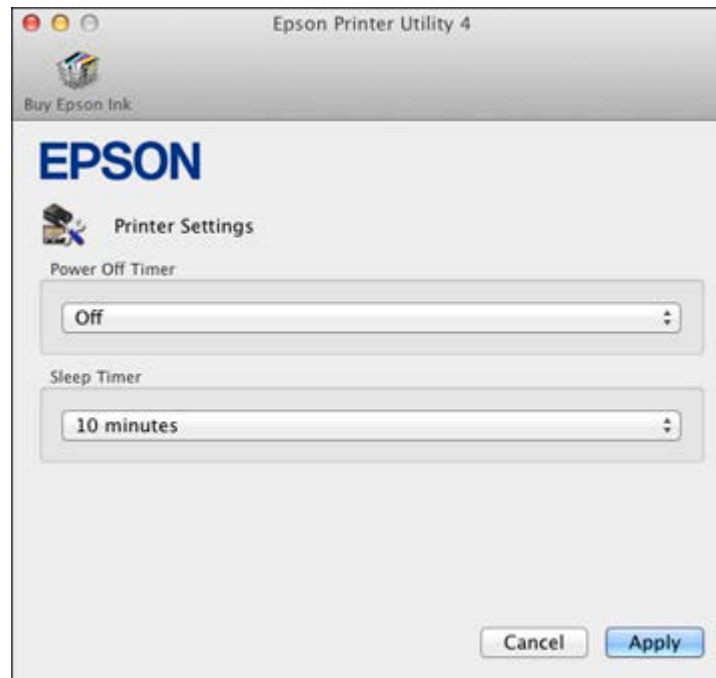 Epson Printer Utility 4
Buy Epson Ink
EPSON
Printer Settings
Power Off Timer
Off
Sleep Timer
10 minutes
Cancel Apply